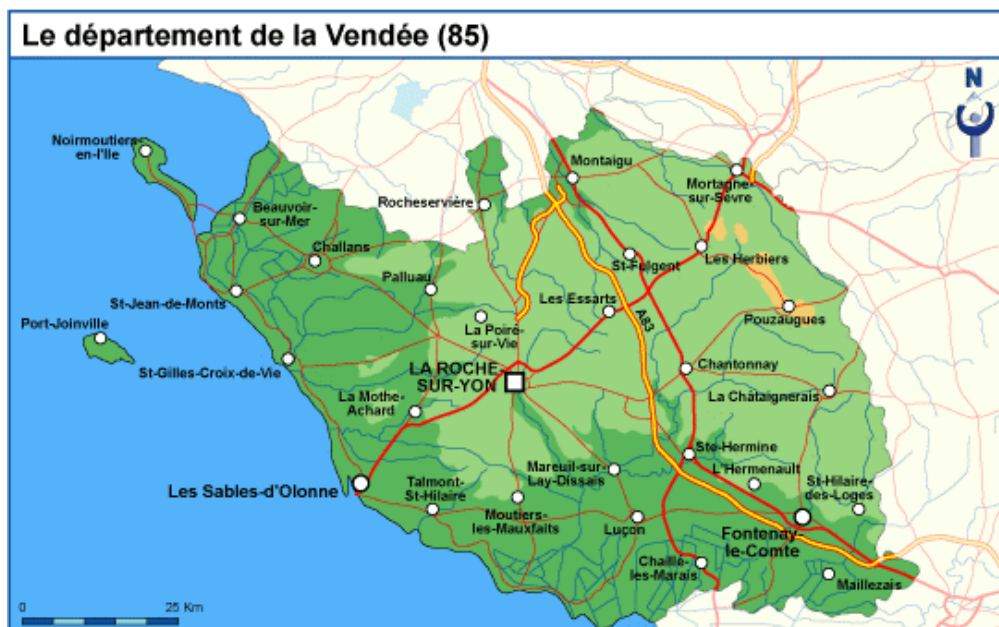 Le département de la Vendée (85)
N
Noirmoutiers
en-l'Ile
Montaigu
Mortagne-
sur-Sèvre
Rocheservière
Beauvoir-
sur-Mer
Challans
St-Fulgent
Les Herbiers
Palluau
St-Jean-de-Monts
Les Essarts
Port-Joinville
La Poiré-
sur-Vie
A83
Pouzaugues
St-Gilles-Croix-de-Vie
LA ROCHE
SUR-YON
Chantonnay
La Mothe-
Achard
La Châtaignerais
Ste-Hermine
Mareuil-sur-
Lay-Dissais
L'Hermenault
Les Sables-d'Olonne
Talmont-
St-Hilaire
St-Hilaire-
des-Loges
Moutiers-
les-Mauxfaits
Luçon
Fontenay-
le-Comte
Chaillé-
les-Marais
Maillezais
0 25 Km